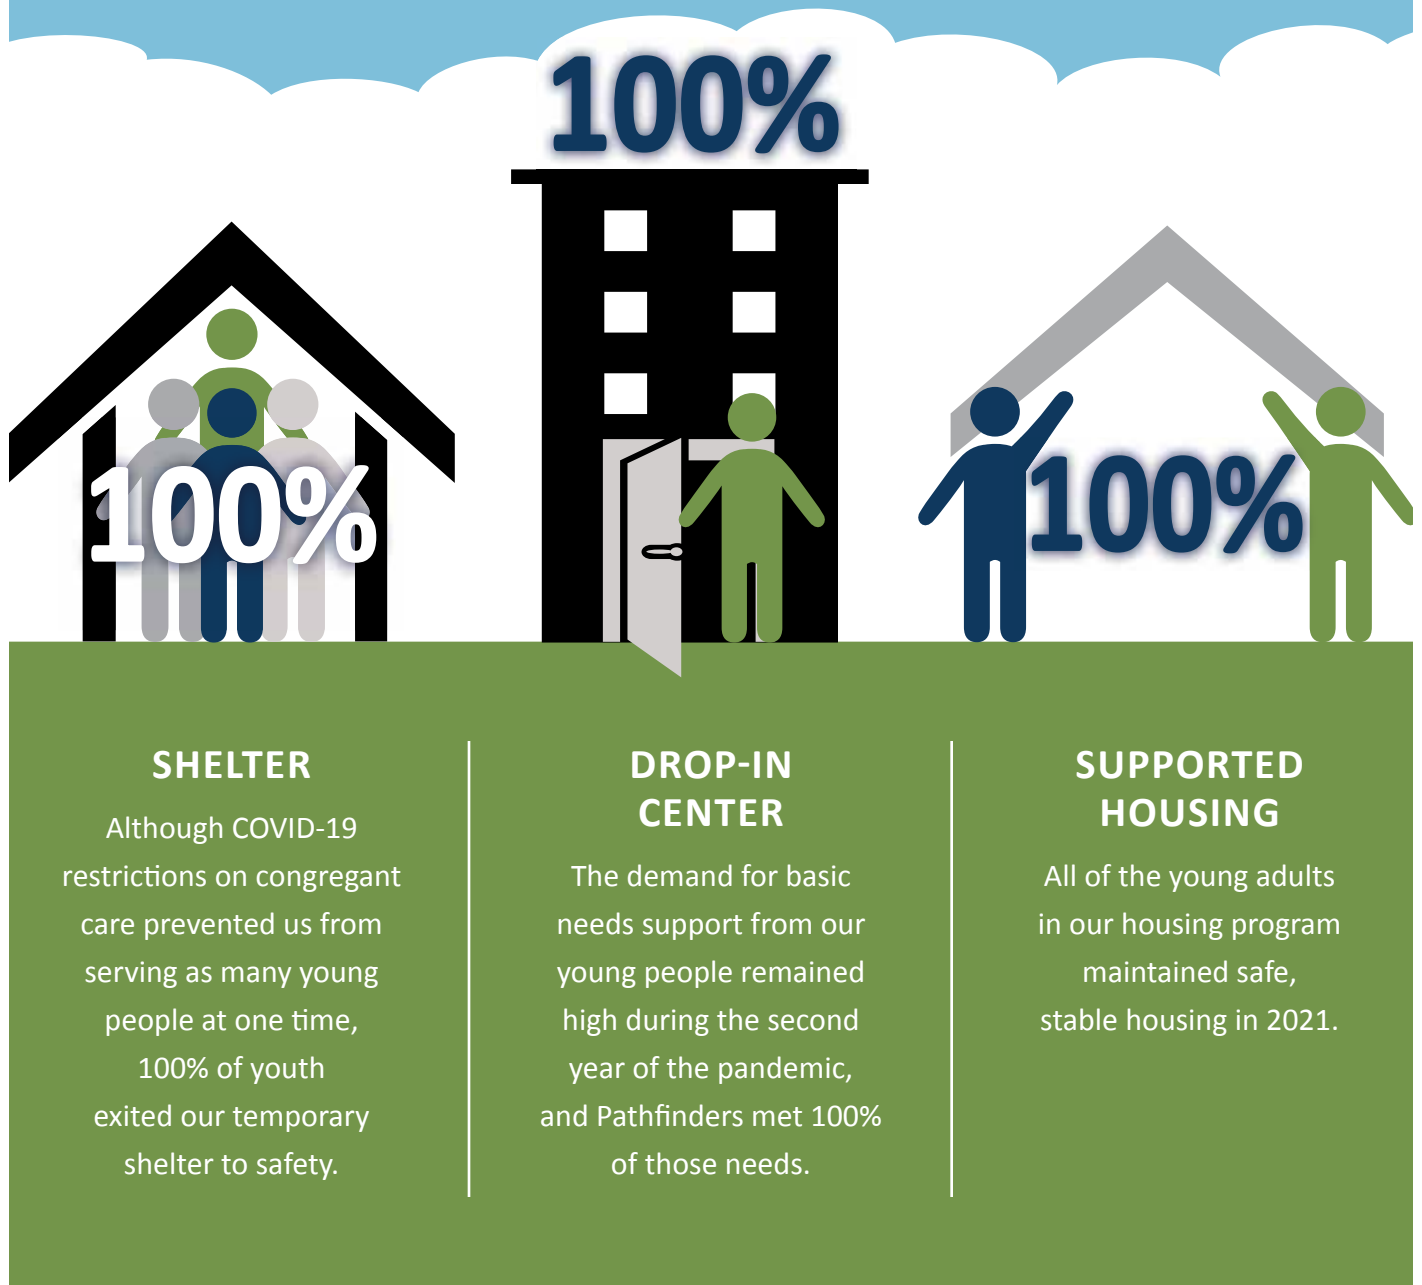 100%
100%
100%
SHELTER
Although COVID-19
restrictions on congregant
care prevented us from
serving as many young
people at one time,
100% of youth
exited our temporary
shelter to safety.
DROP-IN
CENTER
The demand for basic
needs support from our
young people remained
high during the second
year of the pandemic,
and Pathfinders met 100%
of those needs.
SUPPORTED
HOUSING
All of the young adults
in our housing program
maintained safe,
stable housing in 2021.